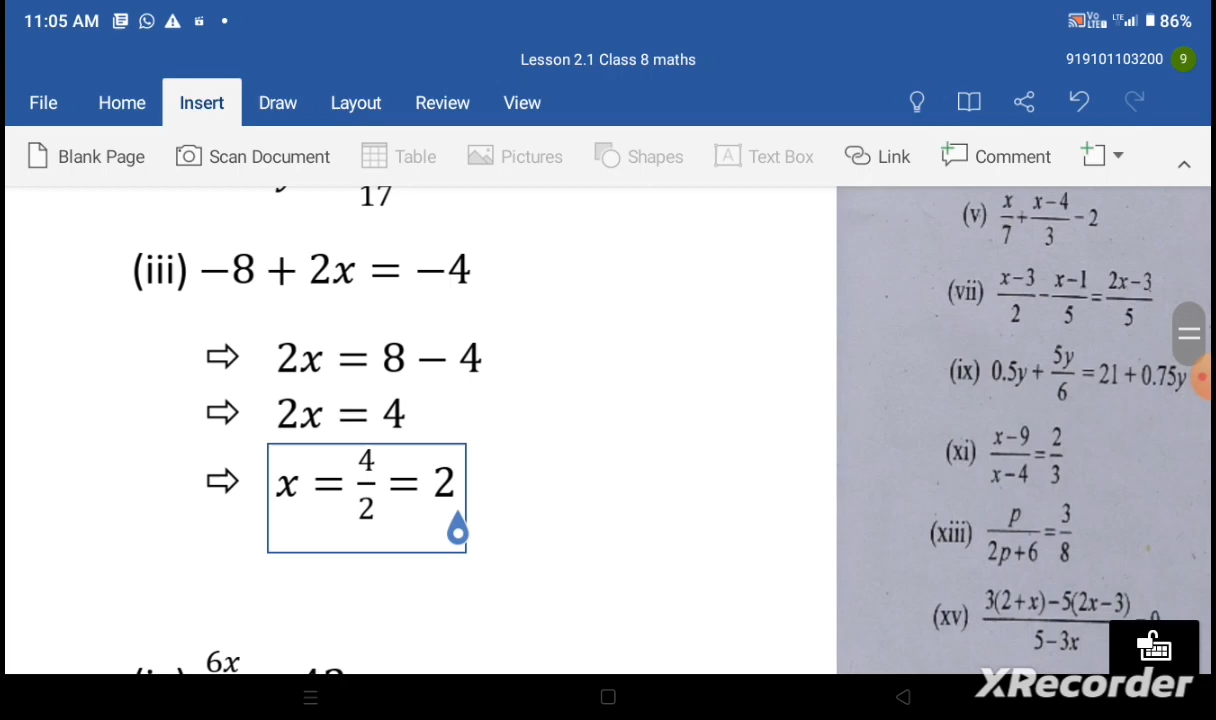 11:05 AM
86%
Lesson 2.1 Class 8 maths
919101103200 9
File Home Insert Draw Layout Review View
Blank Page Scan Document Table Pictures Shapes Text Box Link Comment
17
(iii) −8 + 2x = −4
⇨ 2x = 8 − 4
⇨ 2x = 4
⇨ x = 4/2 = 2
6x
(v) x/7 + x−4/3 − 2
(vii) x−3/2 − x−1/5 = 2x−3/5
(ix) 0.5y + 5y/6 = 21 + 0.75y
(xi) x−9/x−4 = 2/3
(xiii) p/2p+6 = 3/8
(xv) 3(2+x)−5(2x−3)/5−3x
XRecorder